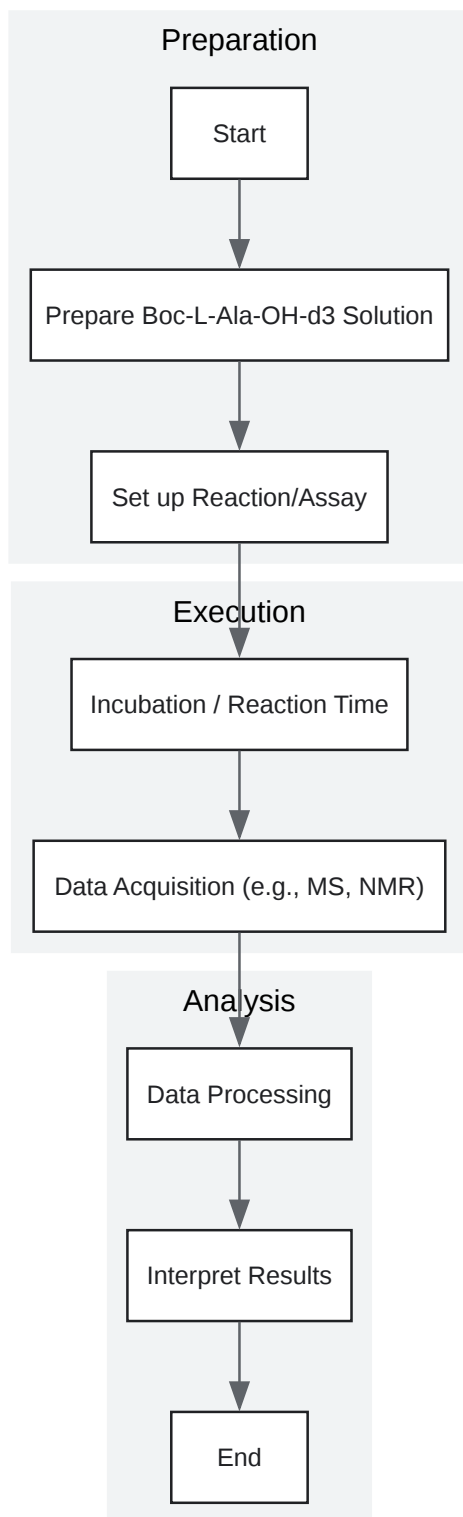 Preparation
Start
Prepare Boc-L-Ala-OH-d3 Solution
Set up Reaction/Assay
Execution
Incubation / Reaction Time
Data Acquisition (e.g., MS, NMR)
Analysis
Data Processing
Interpret Results
End